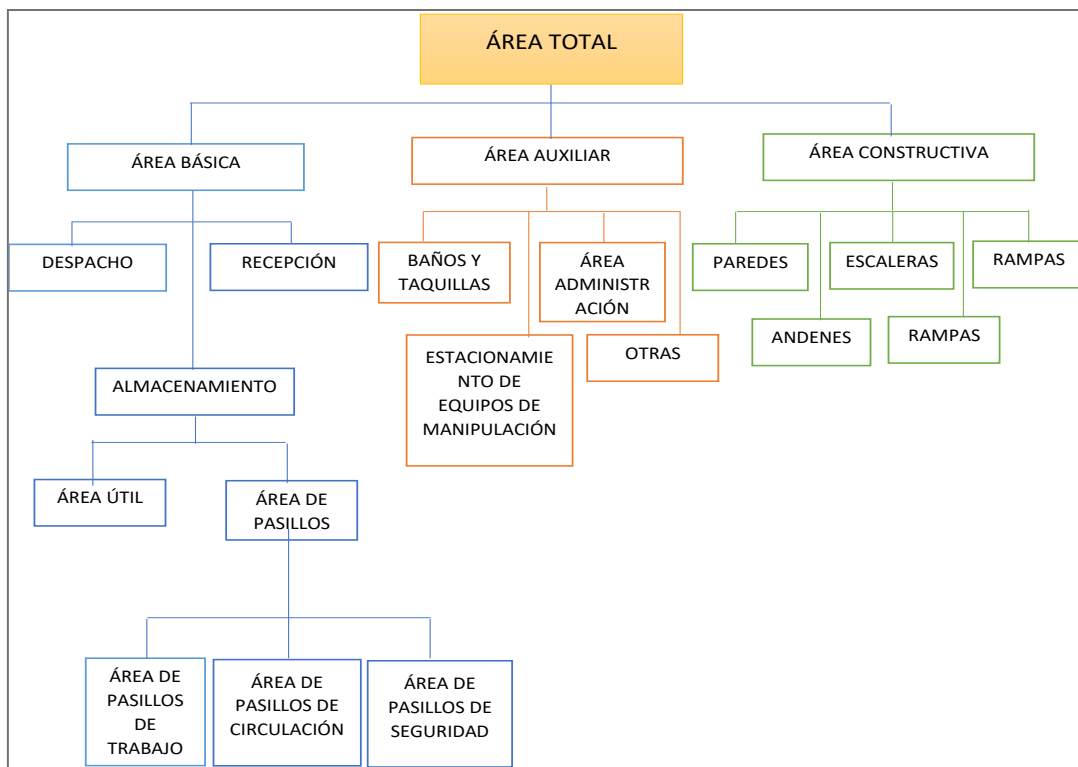 ÁREA TOTAL
ÁREA BÁSICA
ÁREA AUXILIAR
ÁREA CONSTRUCTIVA
DESPACHO
RECEPCIÓN
BAÑOS Y
TAQUILLAS
ÁREA
ADMINISTR
ACIÓN
PAREDES
ESCALERAS
RAMPAS
ESTACIONAMIE
NTO DE
EQUIPOS DE
MANIPULACIÓN
OTRAS
ANDENES
RAMPAS
ALMACENAMIENTO
ÁREA ÚTIL
ÁREA DE
PASILLOS
ÁREA DE
PASILLOS
DE
TRABAJO
ÁREA DE
PASILLOS DE
CIRCULACIÓN
ÁREA DE
PASILLOS DE
SEGURIDAD